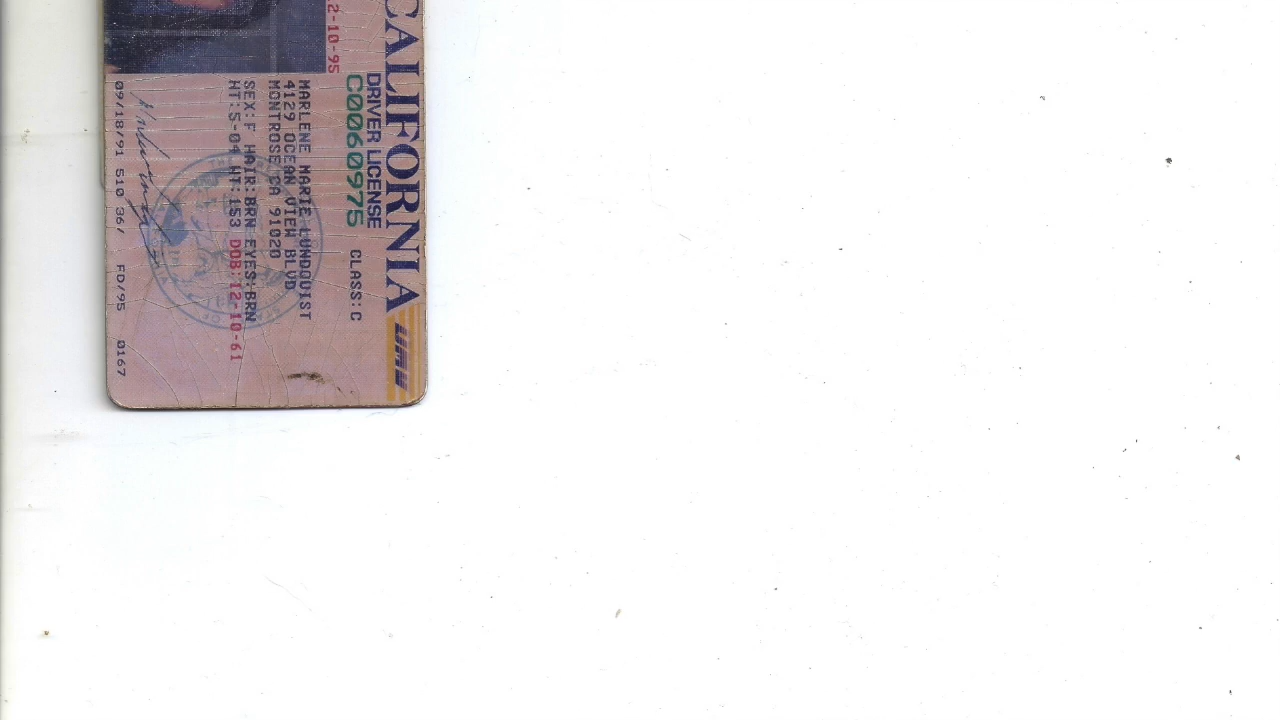 CALIFORNIA
DRIVER LICENSE
C0060975 CLASS:C
2-10-95
MARLENE MARIE LUNDQUIST
4129 OCEAN VIEW BLVD
MONTROSE CA 91020
SEX:F HAIR:BRN EYES:BRN
HT:5-04 WT:153 DOB:12-10-61
09/18/91 510 36/ FD/95 0167